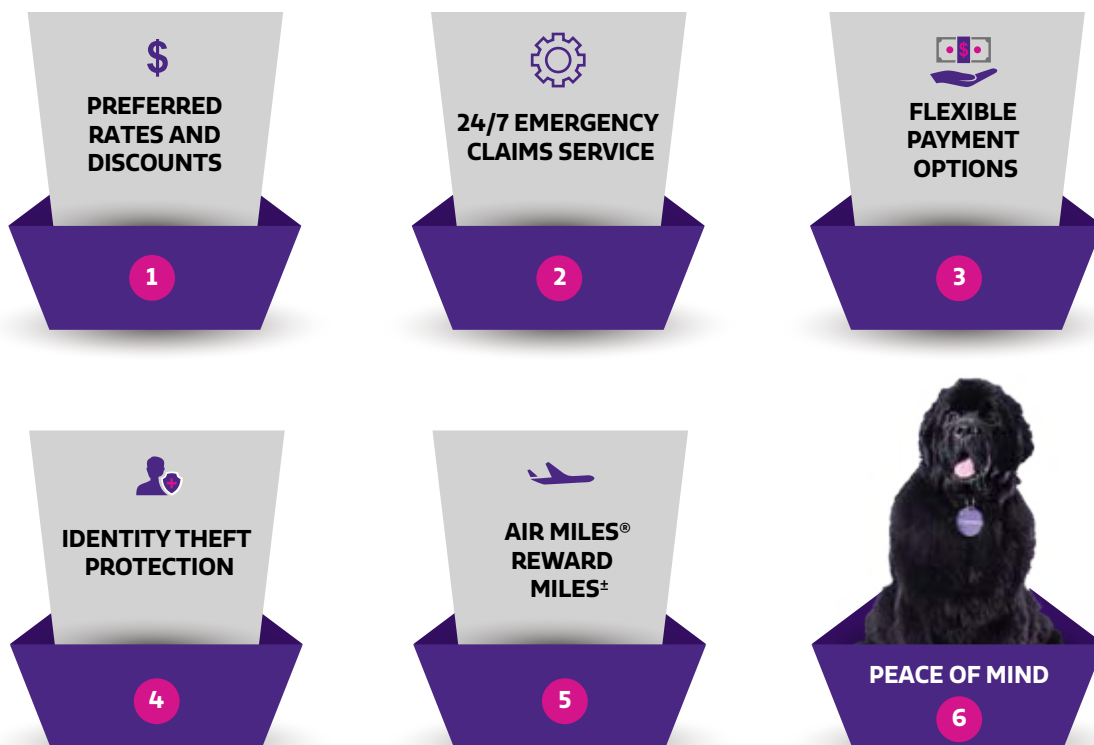 $
PREFERRED
RATES AND
DISCOUNTS
1
24/7 EMERGENCY
CLAIMS SERVICE
2
$
FLEXIBLE
PAYMENT
OPTIONS
3
IDENTITY THEFT
PROTECTION
4
AIR MILES®
REWARD
MILES±
5
PEACE OF MIND
6